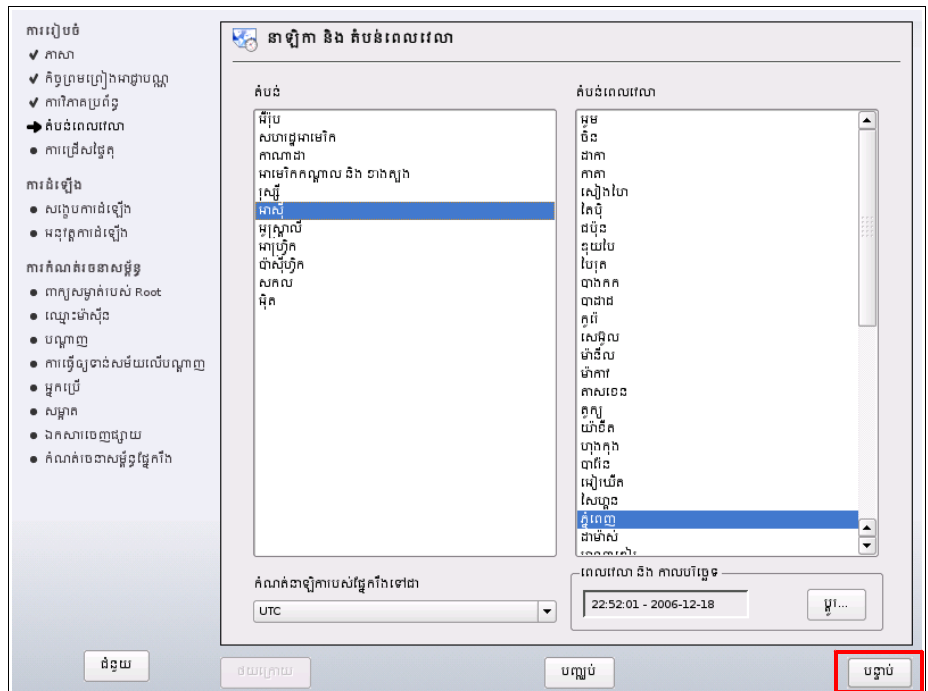 ការរៀបចំ
ភាសា
កិច្ចព្រមព្រៀងអាជ្ញាបណ្ណ
ការវិភាគប្រព័ន្ធ
តំបន់ពេលវេលា
ការជ្រើសផ្ទៃតុ
ការដំឡើង
សង្ខេបការដំឡើង
អនុវត្តការដំឡើង
ការកំណត់រចនាសម្ព័ន្ធ
ពាក្យសម្ងាត់របស់ Root
ឈ្មោះម៉ាស៊ីន
បណ្ដាញ
ការធ្វើឲ្យទាន់សម័យលើបណ្ដាញ
អ្នកប្រើ
សម្អាត
ឯកសារចេញផ្សាយ
កំណត់រចនាសម្ព័ន្ធផ្នែករឹង
នាឡិកា និង តំបន់ពេលវេលា
តំបន់
អឺរ៉ុប
សហរដ្ឋអាមេរិក
កាណាដា
អាមេរិកកណ្ដាល និង ខាងត្បូង
រុស្ស៊ី
អាស៊ី
អូស្ត្រាលី
អាហ្វ្រិក
ប៉ាស៊ីហ្វិក
សកល
អ៊ិត
តំបន់ពេលវេលា
អូម
ចិន
ដាកា
កាតា
សៀងហៃ
តៃប៉ិ
ជប៉ុន
ឌុយបៃ
បៃរុត
បាងកក
បាដាដ
កូរ៉េ
សេអ៊ូល
ម៉ានីល
ម៉ាកាវ
តាសខេន
តូក្យូ
យ៉ាខឺត
ហុងកុង
បារ៉ែន
សៃហ្គន
ភ្នំពេញ
ដាម៉ាស់
កំណត់នាឡិការបស់ផ្នែករឹងទៅជា
UTC
ពេលវេលា និង កាលបរិច្ឆេទ
22:52:01 - 2006-12-18
ប្ដូរ...
ជំនួយ
ថយក្រោយ
បញ្ឈប់
បន្ទាប់